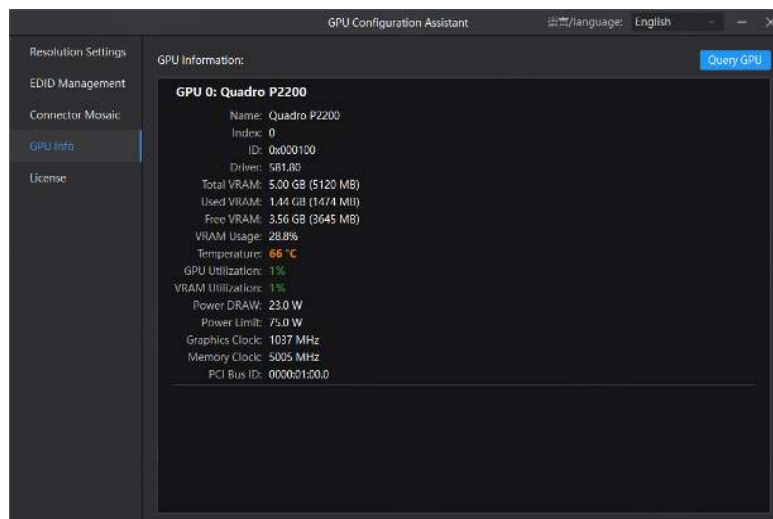 GPU Configuration Assistant
语言/language: English
Resolution Settings
EDID Management
Connector Mosaic
GPU Info
License
GPU Information:
Query GPU
GPU 0: Quadro P2200
Name: Quadro P2200
Index: 0
ID: 0x000100
Driver: 581.80
Total VRAM: 5.00 GB (5120 MB)
Used VRAM: 1.44 GB (1474 MB)
Free VRAM: 3.56 GB (3645 MB)
VRAM Usage: 28.8%
Temperature: 66 °C
GPU Utilization: 1%
VRAM Utilization: 1%
Power DRAW: 23.0 W
Power Limit: 75.0 W
Graphics Clock: 1037 MHz
Memory Clock: 5005 MHz
PCI Bus ID: 0000:01:00.0